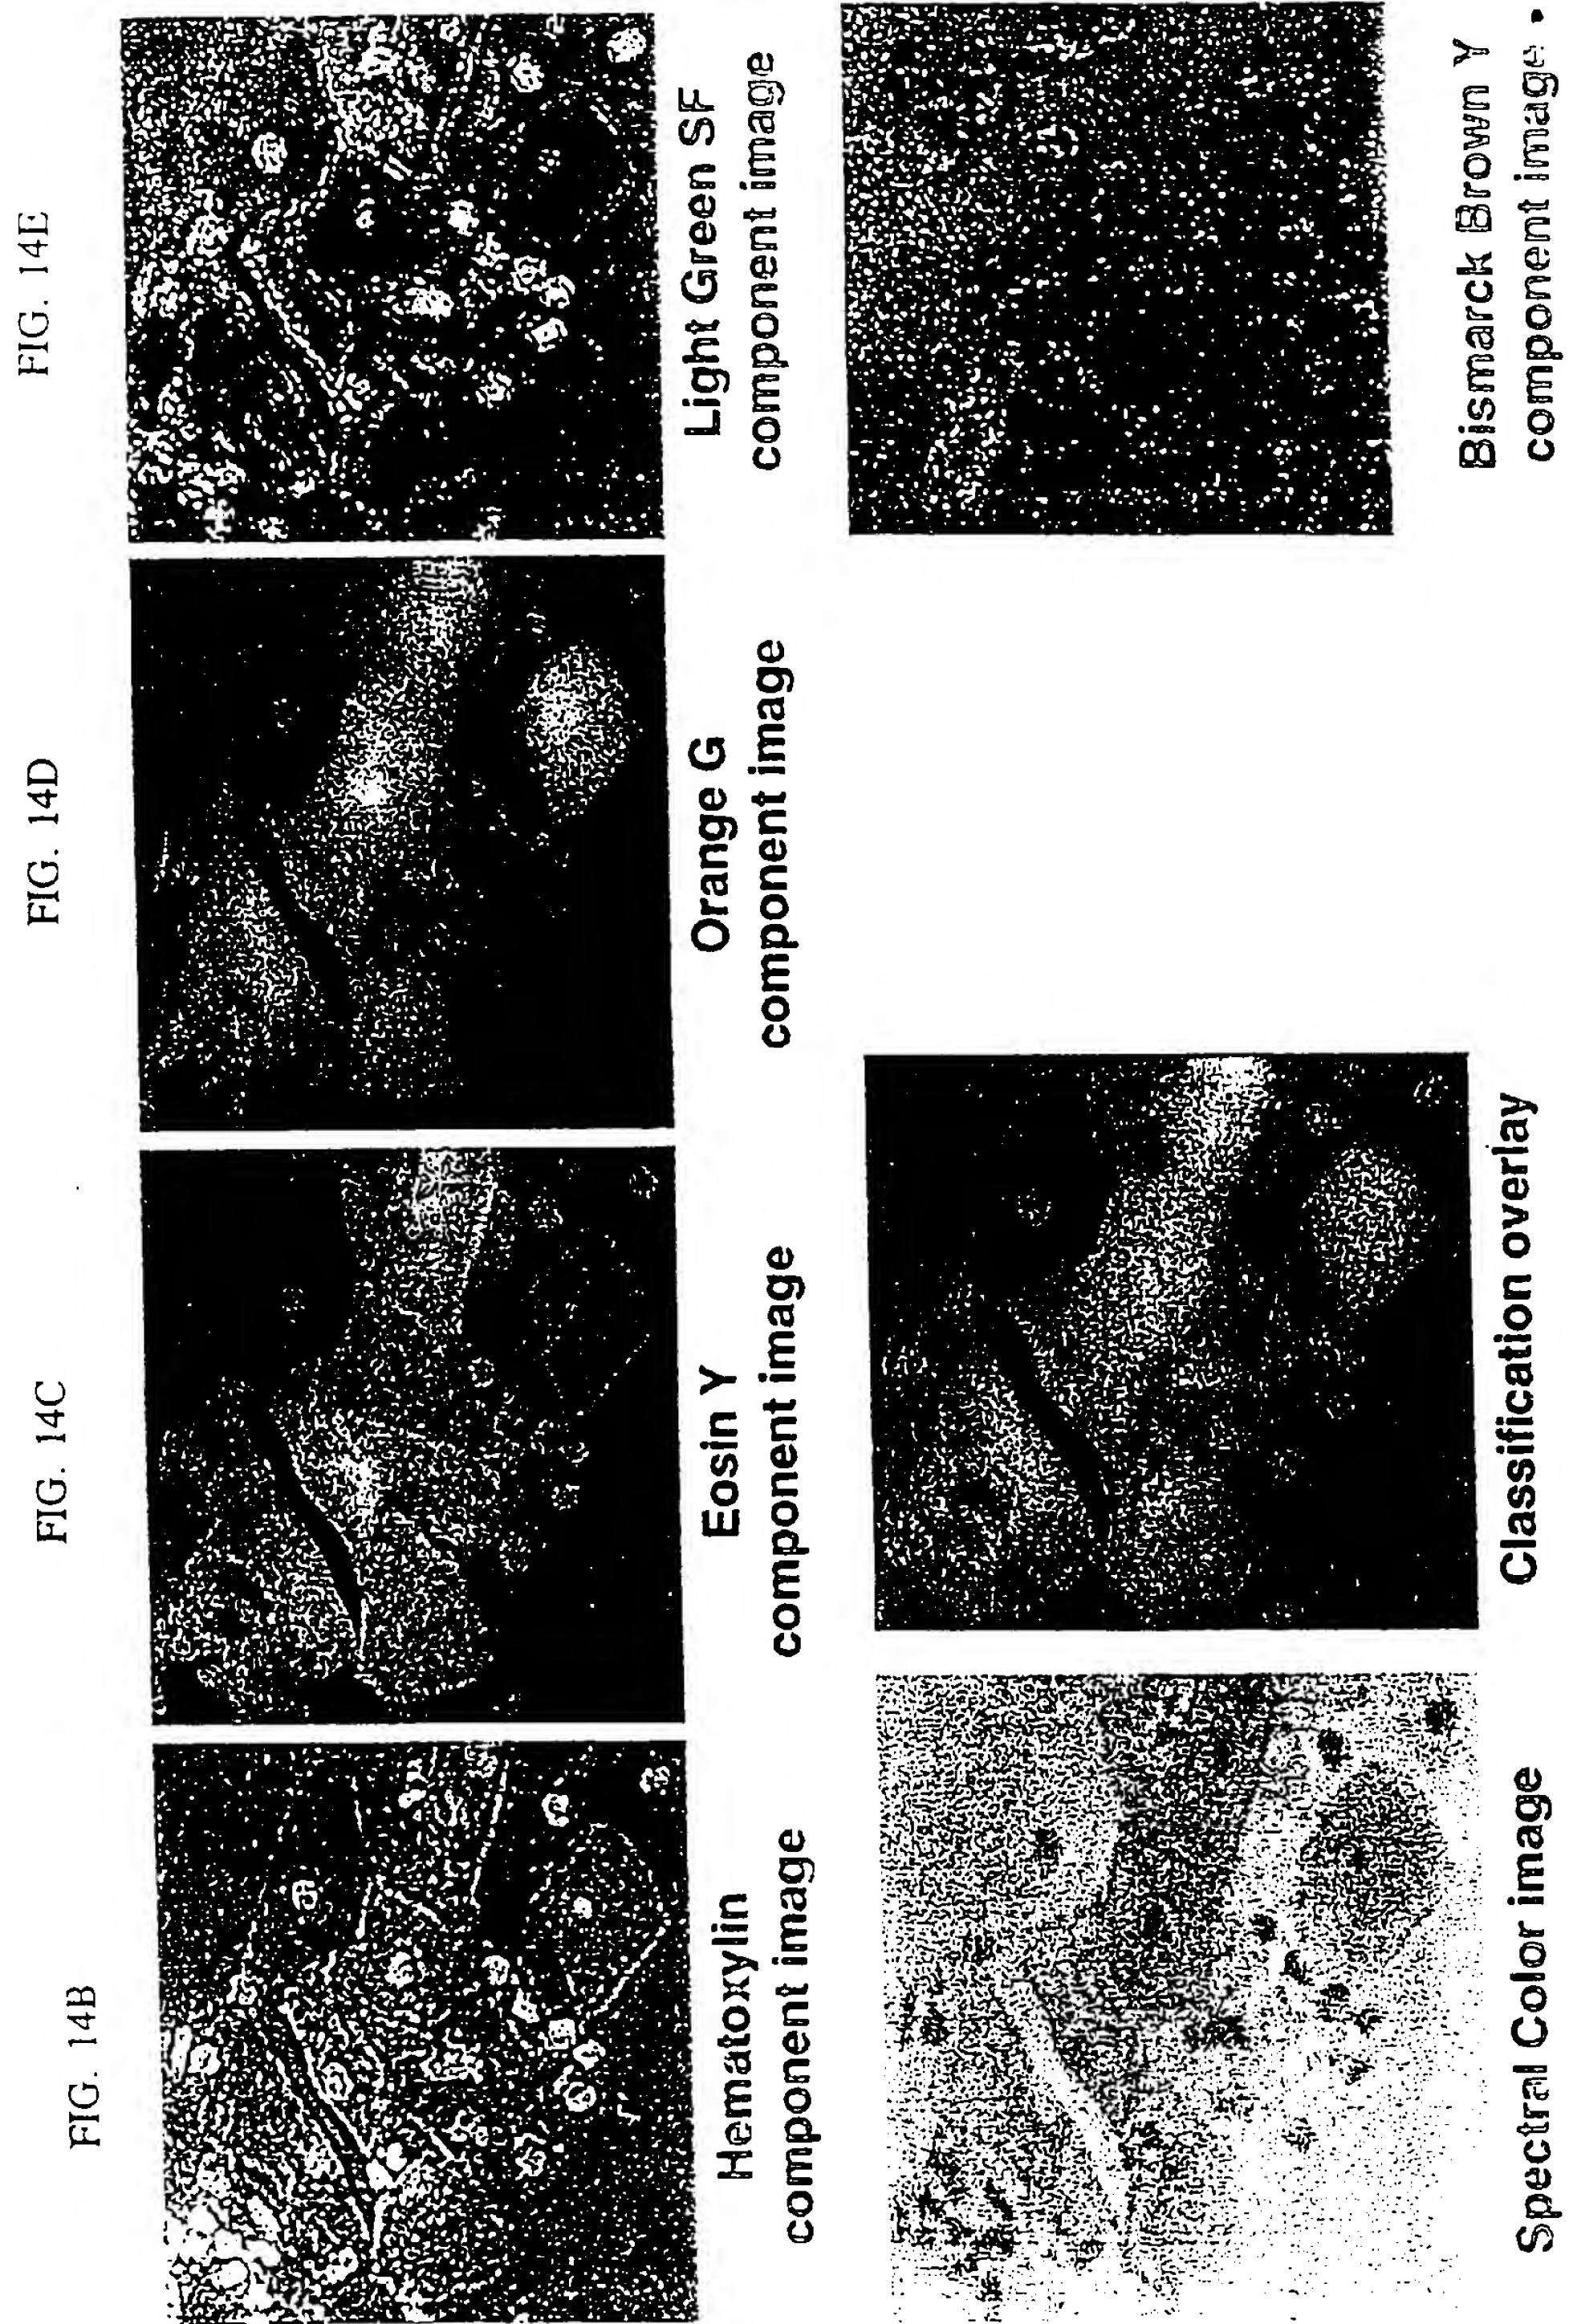 FIG. 14B
FIG. 14C
FIG. 14D
FIG. 14E
Hematoxylin
component image
Eosin Y
component image
Orange G
component image
Light Green SF
component image
Spectral Color image
Classification overlay
Bismarck Brown Y
component image